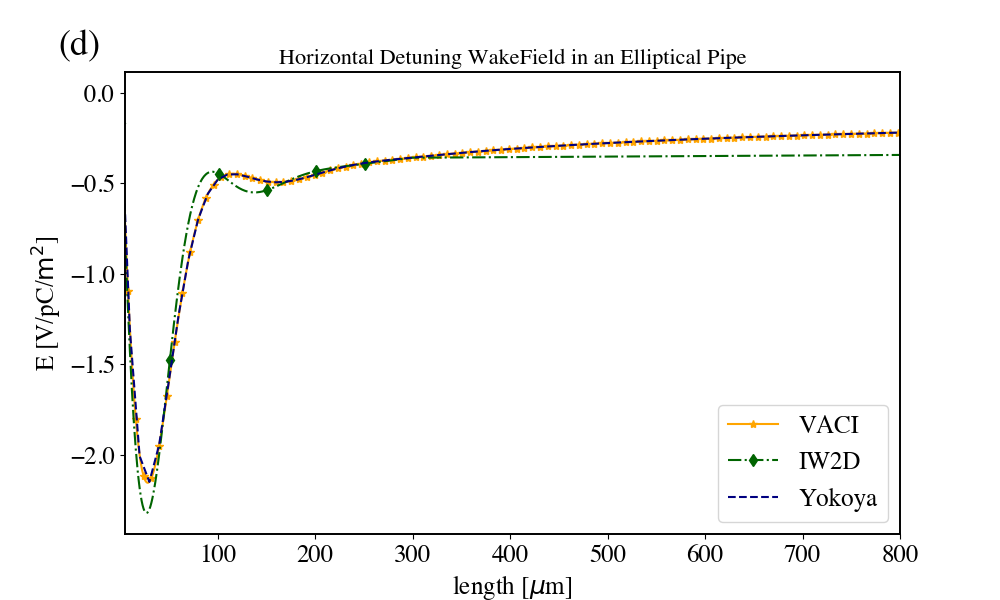 (d)
Horizontal Detuning WakeField in an Elliptical Pipe
E [V/pC/m²]
0.0
−0.5
−1.0
−1.5
−2.0
100 200 300 400 500 600 700 800
length [μm]
VACI
IW2D
Yokoya